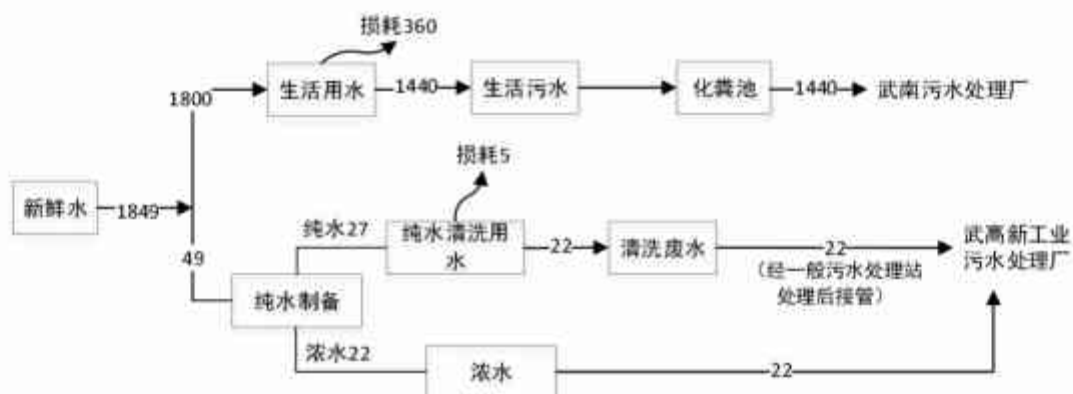 损耗360
生活用水
1440
生活污水
化粪池
1440
武南污水处理厂
1800
新鲜水
1849
49
损耗5
纯水27
纯水清洗用
水
22
清洗废水
22
(经一般污水处理站
处理后接管)
武高新工业
污水处理厂
纯水制备
浓水22
浓水
22